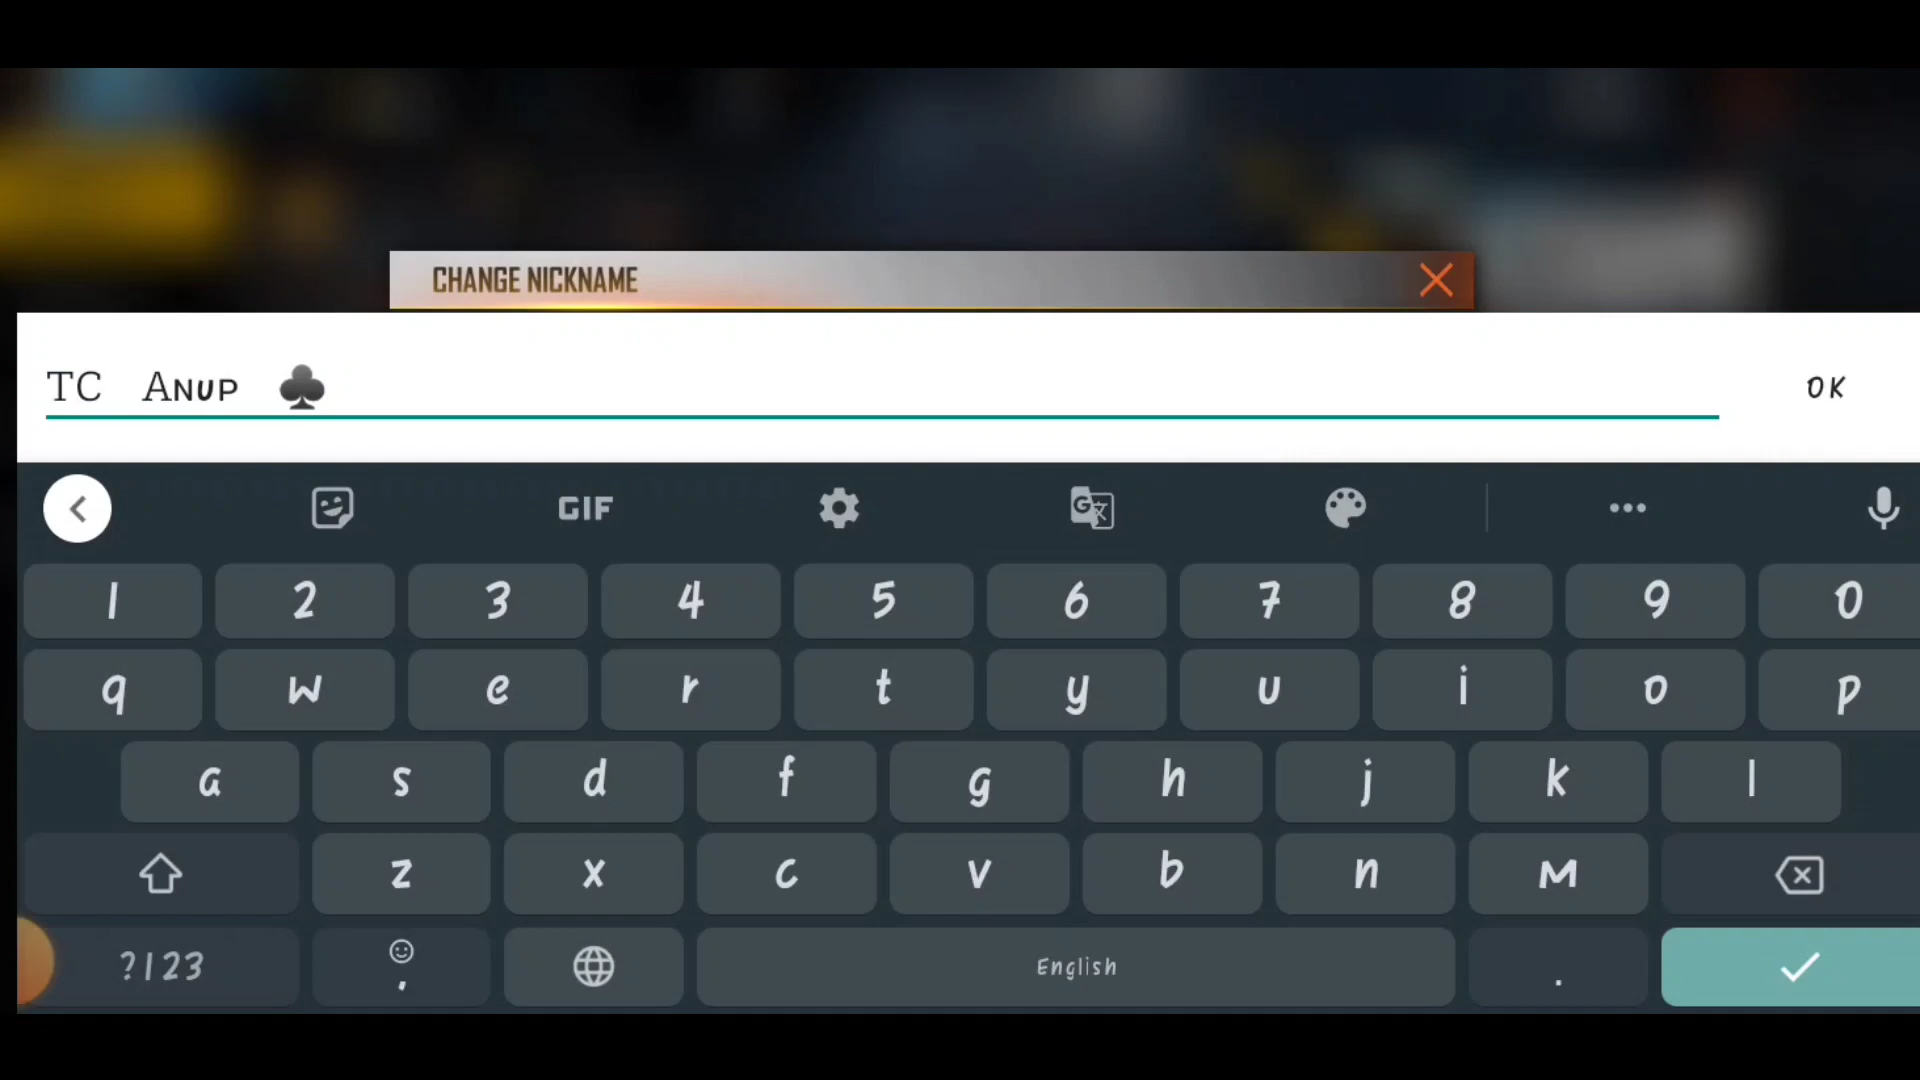 CHANGE NICKNAME
TC Anup ♣
OK
GIF
1 2 3 4 5 6 7 8 9 0
q w e r t y u i o p
a s d f g h j k l
z x c v b n m
?123 , English .